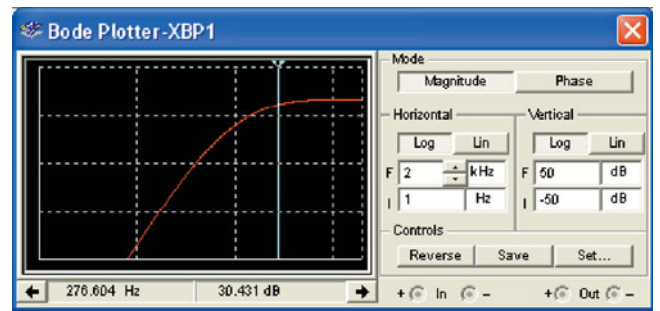 Bode Plotter-XBP1
Mode
Magnitude Phase
Horizontal Vertical
Log Lin Log Lin
F 2 kHz F 50 dB
I 1 Hz I -50 dB
Controls
Reverse Save Set...
276.604 Hz 30.431 dB + In - + Out -